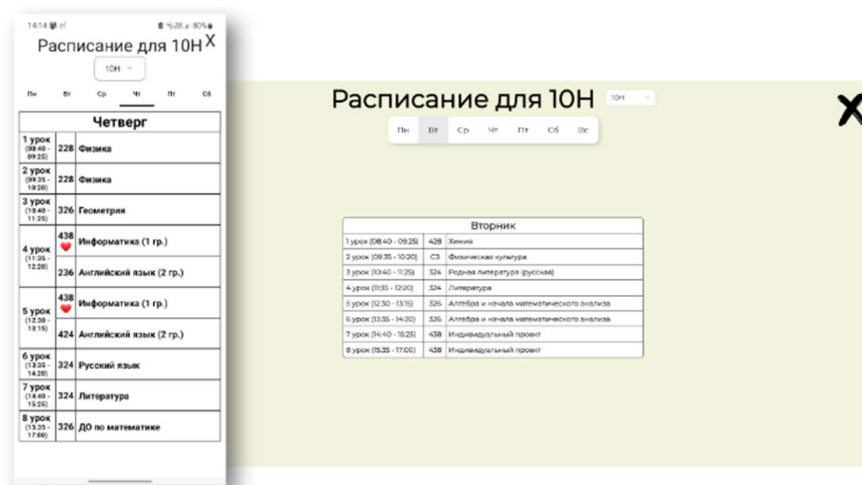 14:14
80%
Расписание для 10Н X
10Н
Пн Вт Ср Чт Пт Сб
Четверг
1 урок (08:40 - 09:25) 228 Физика
2 урок (09:35 - 10:20) 228 Физика
3 урок (10:40 - 11:25) 326 Геометрия
4 урок (11:35 - 12:20) 438 ❤ Информатика (1 гр.)
236 Английский язык (2 гр.)
5 урок (12:30 - 13:15) 438 ❤ Информатика (1 гр.)
424 Английский язык (2 гр.)
6 урок (13:35 - 14:20) 324 Русский язык
7 урок (14:40 - 15:25) 324 Литература
8 урок (15:35 - 17:00) 326 ДО по математике
Расписание для 10Н 10Н X
Пн Вт Ср Чт Пт Сб Вс
Вторник
1 урок (08:40 - 09:25) 428 Химия
2 урок (09:35 - 10:20) СЗ Физическая культура
3 урок (10:40 - 11:25) 324 Родная литература (русская)
4 урок (11:35 - 12:20) 324 Литература
5 урок (12:30 - 13:15) 326 Алгебра и начала математического анализа
6 урок (13:35 - 14:20) 326 Алгебра и начала математического анализа
7 урок (14:40 - 15:25) 438 Индивидуальный проект
8 урок (15:35 - 17:00) 438 Индивидуальный проект